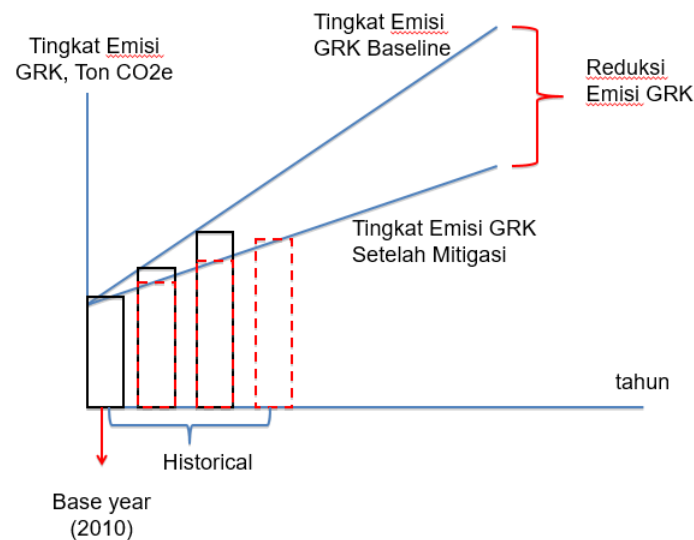 Tingkat Emisi
GRK, Ton CO2e
Tingkat Emisi
GRK Baseline
Reduksi
Emisi GRK
Tingkat Emisi GRK
Setelah Mitigasi
tahun
Historical
Base year
(2010)